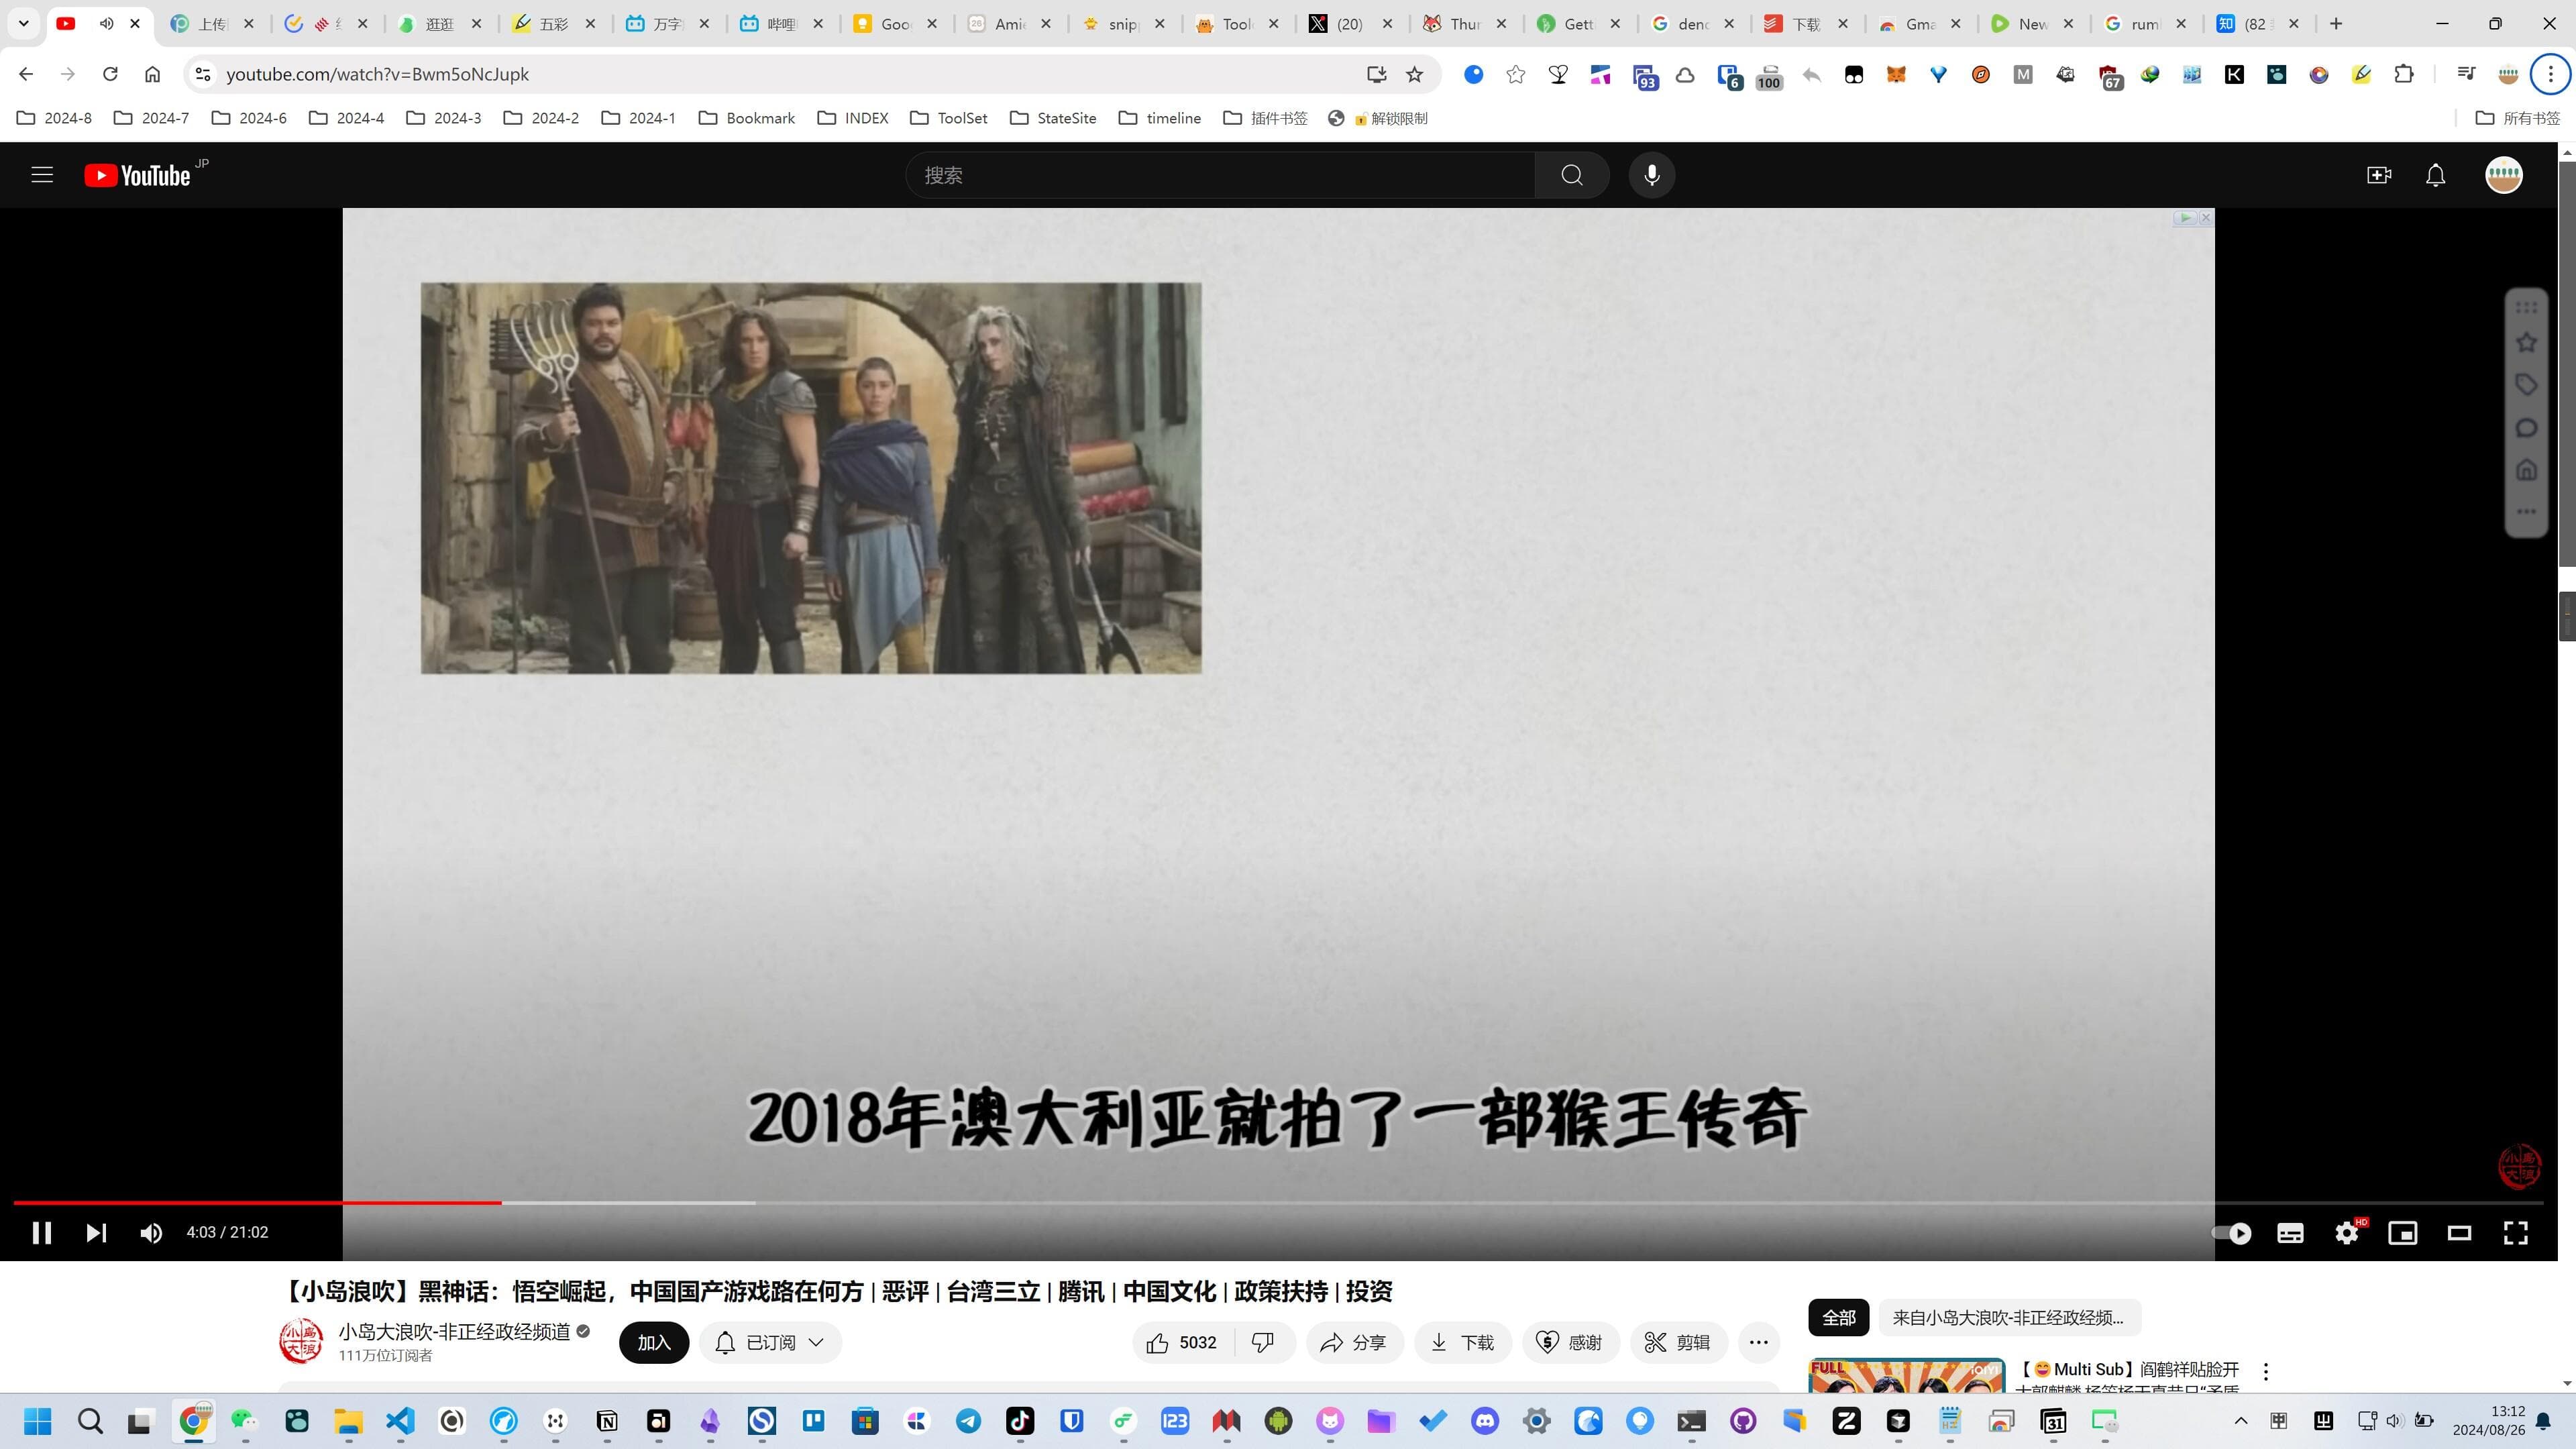 上传
逛逛
五彩
万字
哔哩
Goo
Amie
snip
Tool
(20)
Thur
Gett
deno
下载
Gma
New
rum
(82
youtube.com/watch?v=Bwm5oNcJupk
93
6
100
67
2024-8
2024-7
2024-6
2024-4
2024-3
2024-2
2024-1
Bookmark
INDEX
ToolSet
StateSite
timeline
插件书签
解锁限制
所有书签
YouTube JP
搜索
2018年澳大利亚就拍了一部猴王传奇
小岛大浪
4:03 / 21:02
HD
【小岛浪吹】黑神话：悟空崛起，中国国产游戏路在何方 | 恶评 | 台湾三立 | 腾讯 | 中国文化 | 政策扶持 | 投资
小岛大浪吹-非正经政经频道
111万位订阅者
加入
已订阅
5032
分享
下载
感谢
剪辑
全部
来自小岛大浪吹-非正经政经频...
FULL
iQIYI
【😄Multi Sub】阎鹤祥贴脸开
13:12
2024/08/26